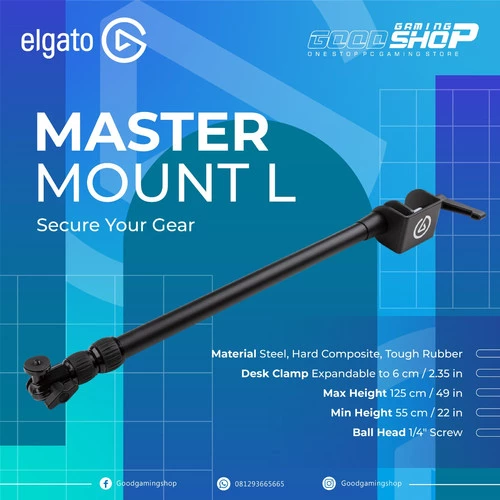 elgato
GAMING
GOOD SHOP
ONE STOP PC GAMING STORE
MASTER
MOUNT L
Secure Your Gear
Material Steel, Hard Composite, Tough Rubber
Desk Clamp Expandable to 6 cm / 2.35 in
Max Height 125 cm / 49 in
Min Height 55 cm / 22 in
Ball Head 1/4" Screw
Goodgamingshop
081293665665
Goodgamingshop